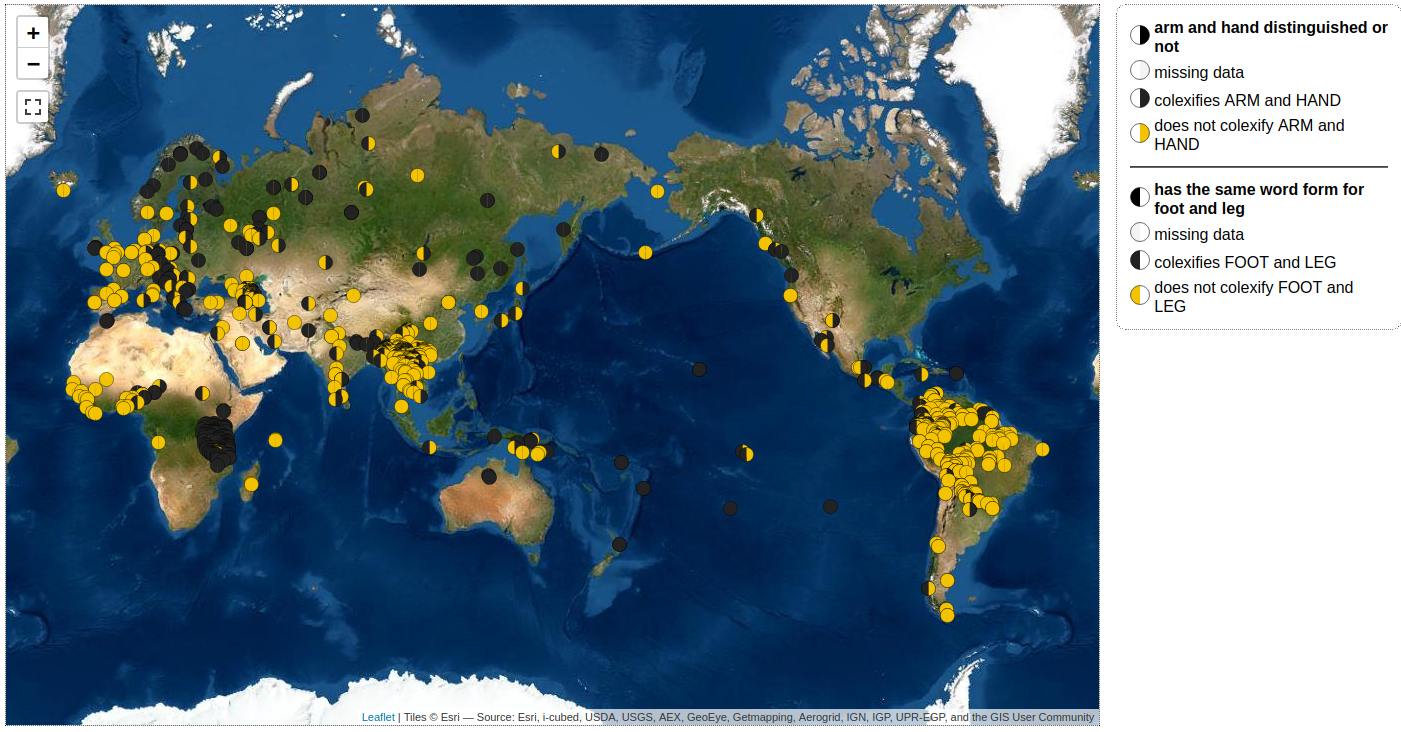 +
−
arm and hand distinguished or
not
missing data
colexifies ARM and HAND
does not colexify ARM and
HAND
has the same word form for
foot and leg
missing data
colexifies FOOT and LEG
does not colexify FOOT and
LEG
Leaflet | Tiles © Esri — Source: Esri, i-cubed, USDA, USGS, AEX, GeoEye, Getmapping, Aerogrid, IGN, IGP, UPR-EGP, and the GIS User Community